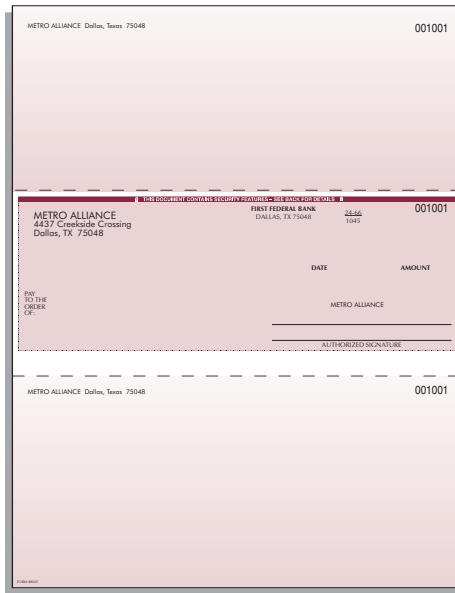 METRO ALLIANCE Dallas, Texas 75048
001001
THIS DOCUMENT CONTAINS SECURITY FEATURES – SEE BACK FOR DETAILS
METRO ALLIANCE
4437 Creekside Crossing
Dallas, TX 75048
FIRST FEDERAL BANK
DALLAS, TX 75048
24-66
1045
001001
DATE AMOUNT
PAY
TO THE
ORDER
OF:
METRO ALLIANCE
AUTHORIZED SIGNATURE
METRO ALLIANCE Dallas, Texas 75048
001001